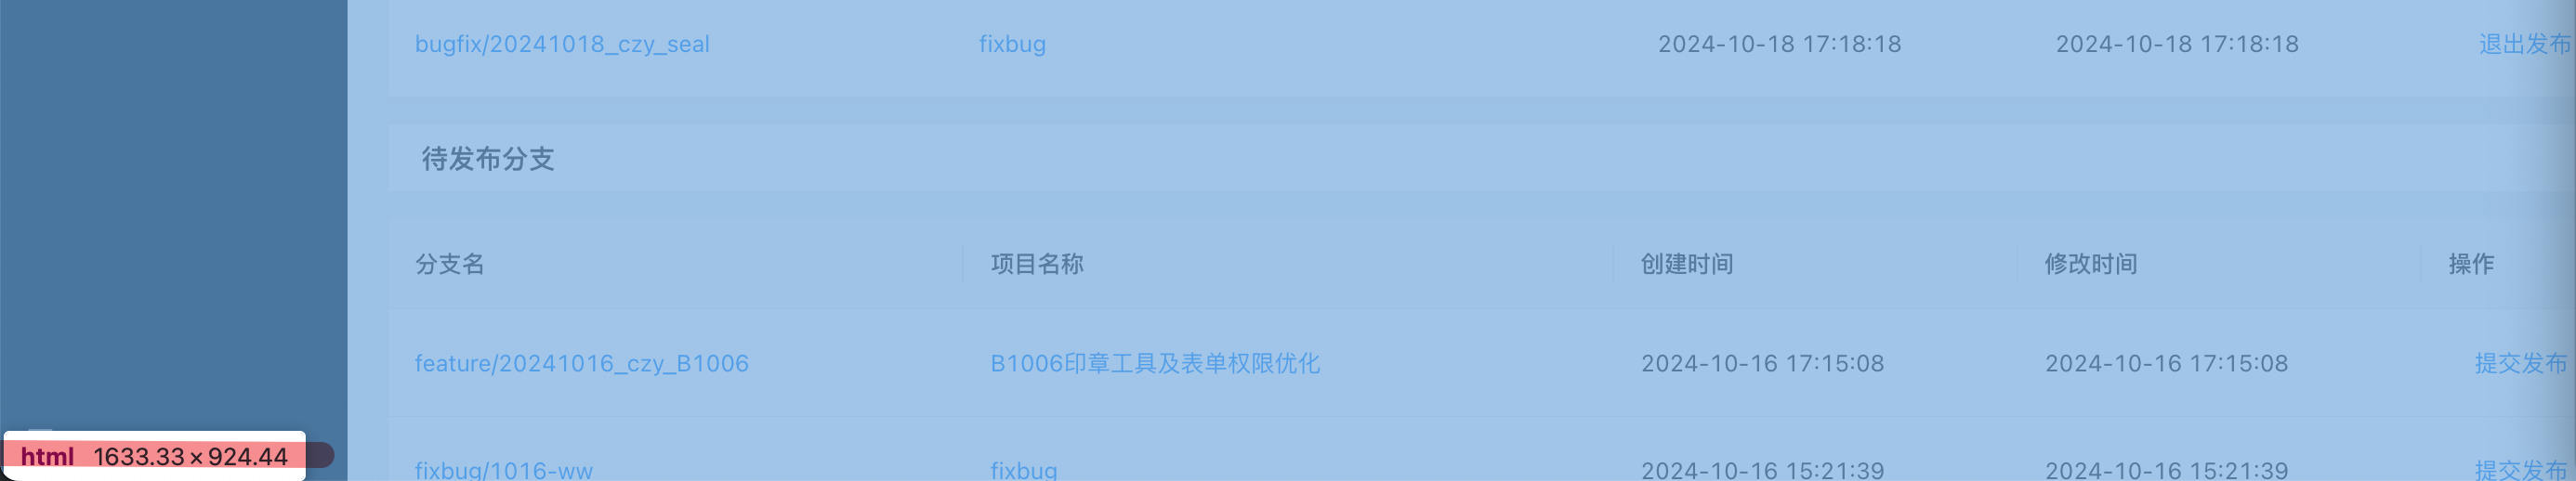 bugfix/20241018_czy_seal fixbug 2024-10-18 17:18:18 2024-10-18 17:18:18 退出发布
待发布分支
分支名 项目名称 创建时间 修改时间 操作
feature/20241016_czy_B1006 B1006印章工具及表单权限优化 2024-10-16 17:15:08 2024-10-16 17:15:08 提交发布
html 1633.33×924.44
fixbug/1016-ww fixbug 2024-10-16 15:21:39 2024-10-16 15:21:39 提交发布